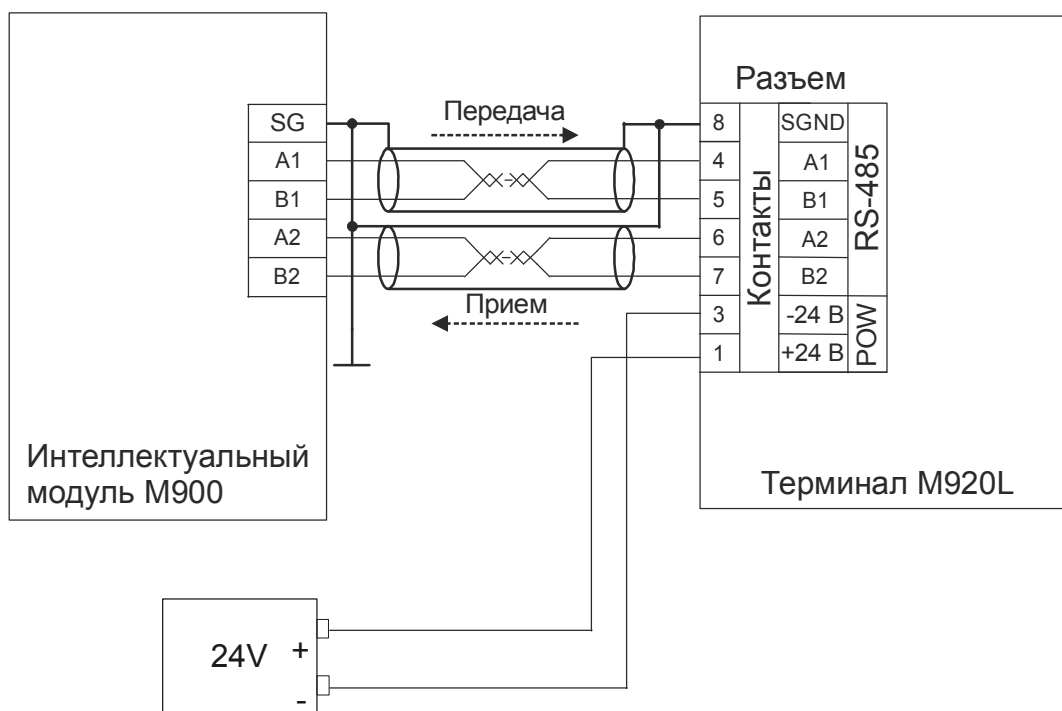 Разъем
Передача
SG
A1
B1
A2
B2
8
SGND
4
A1
5
B1
6
A2
7
B2
3
-24 В
1
+24 В
Контакты
RS-485
POW
Прием
Интеллектуальный
модуль М900
Терминал M920L
24V
+
-